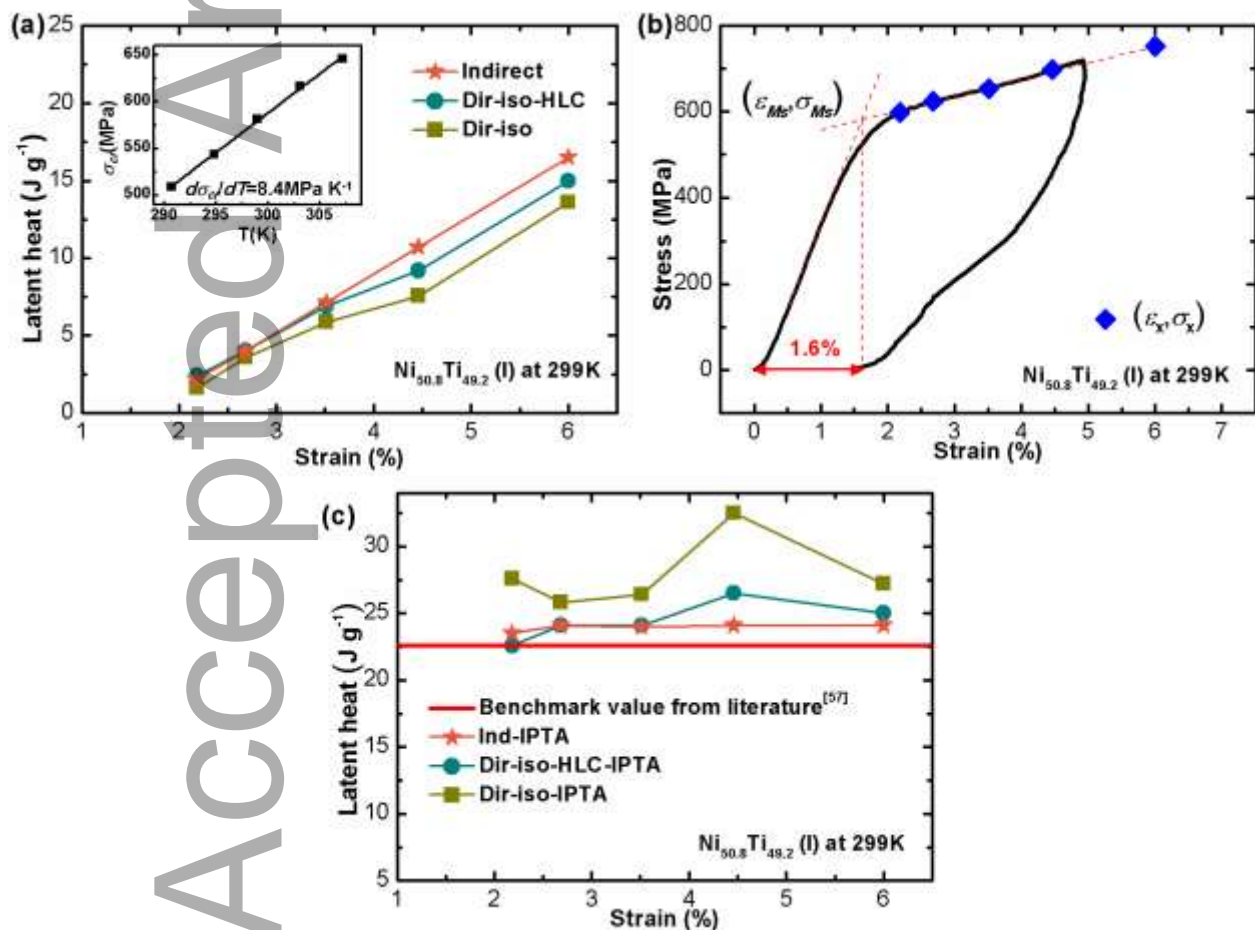 (a)
25
20
15
10
5
0
Latent heat (J g⁻¹)
1 2 3 4 5 6
Strain (%)
650
600
550
500
σc(MPa)
290 295 300 305
T(K)
dσc/dT=8.4MPa K⁻¹
Indirect
Dir-iso-HLC
Dir-iso
Ni₅₀.₈Ti₄₉.₂ (I) at 299K
(b)
800
600
400
200
0
Stress (MPa)
(εMs,σMs)
1.6%
(εx,σx)
Ni₅₀.₈Ti₄₉.₂ (I) at 299K
0 1 2 3 4 5 6 7
Strain (%)
(c)
30
25
20
15
10
5
Latent heat (J g⁻¹)
Benchmark value from literature[57]
Ind-IPTA
Dir-iso-HLC-IPTA
Dir-iso-IPTA
Ni₅₀.₈Ti₄₉.₂ (I) at 299K
1 2 3 4 5 6
Strain (%)
Accepted Ar